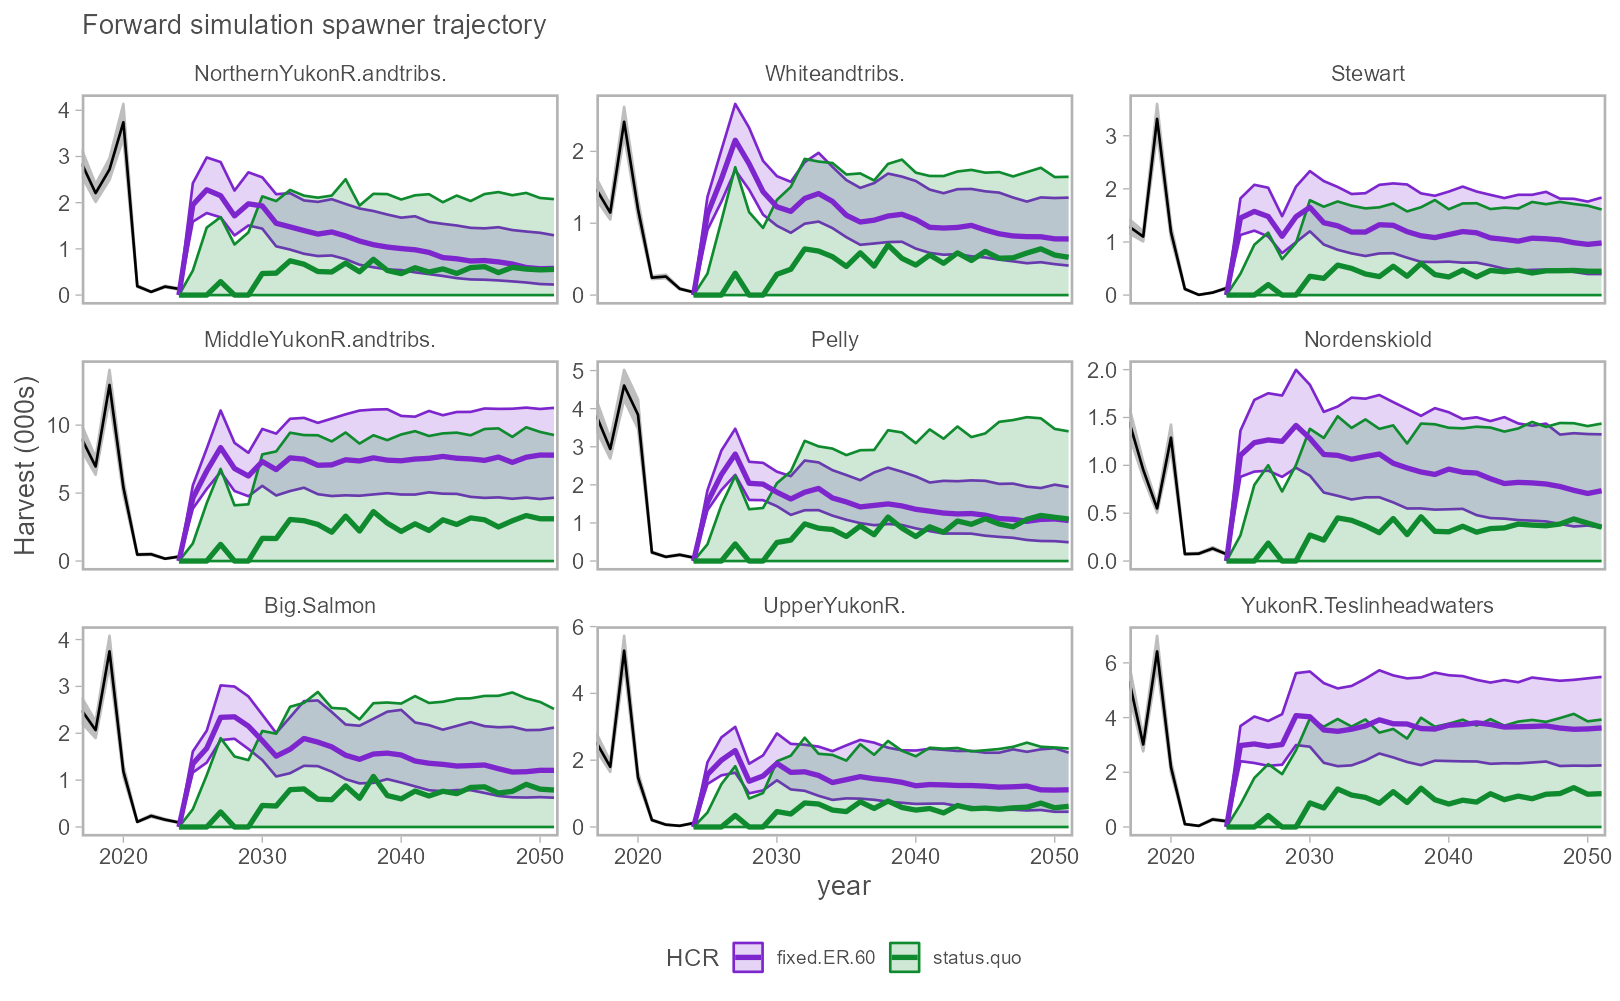 Forward simulation spawner trajectory
NorthernYukonR.andtribs.
Whiteandtribs.
Stewart
4
3
2
1
0
2
1
0
3
2
1
0
MiddleYukonR.andtribs.
Pelly
Nordenskiold
Harvest (000s)
10
5
0
5
4
3
2
1
0
2.0
1.5
1.0
0.5
0.0
Big.Salmon
UpperYukonR.
YukonR.Teslinheadwaters
4
3
2
1
0
6
4
2
0
6
4
2
0
2020 2030 2040 2050
2020 2030 2040 2050
2020 2030 2040 2050
year
HCR fixed.ER.60 status.quo